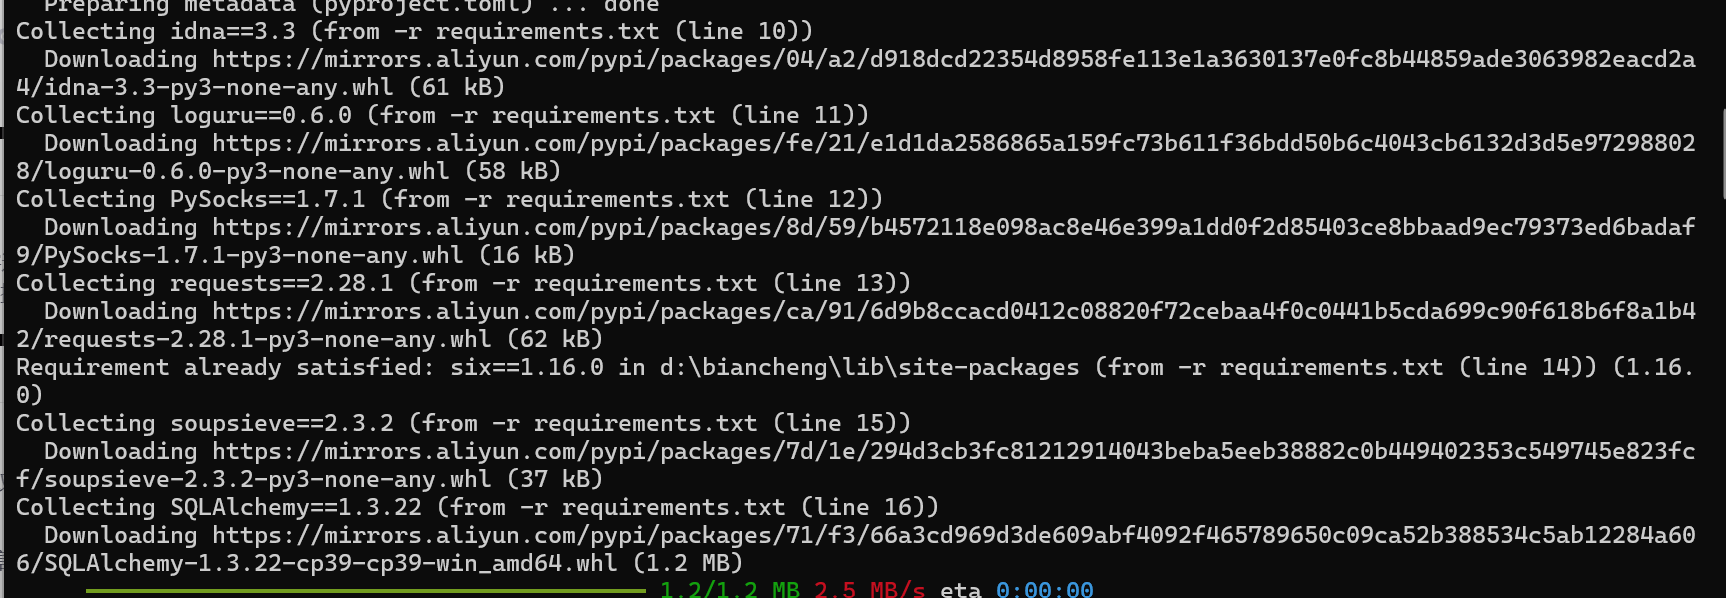 Preparing metadata (pyproject.toml) ... done
Collecting idna==3.3 (from -r requirements.txt (line 10))
Downloading https://mirrors.aliyun.com/pypi/packages/04/a2/d918dcd22354d8958fe113e1a3630137e0fc8b44859ade3063982eacd2a
4/idna-3.3-py3-none-any.whl (61 kB)
Collecting loguru==0.6.0 (from -r requirements.txt (line 11))
Downloading https://mirrors.aliyun.com/pypi/packages/fe/21/e1d1da2586865a159fc73b611f36bdd50b6c4043cb6132d3d5e97298802
8/loguru-0.6.0-py3-none-any.whl (58 kB)
Collecting PySocks==1.7.1 (from -r requirements.txt (line 12))
Downloading https://mirrors.aliyun.com/pypi/packages/8d/59/b4572118e098ac8e46e399a1dd0f2d85403ce8bbaad9ec79373ed6badaf
9/PySocks-1.7.1-py3-none-any.whl (16 kB)
Collecting requests==2.28.1 (from -r requirements.txt (line 13))
Downloading https://mirrors.aliyun.com/pypi/packages/ca/91/6d9b8ccacd0412c08820f72cebaa4f0c0441b5cda699c90f618b6f8a1b4
2/requests-2.28.1-py3-none-any.whl (62 kB)
Requirement already satisfied: six==1.16.0 in d:\biancheng\lib\site-packages (from -r requirements.txt (line 14)) (1.16.
0)
Collecting soupsieve==2.3.2 (from -r requirements.txt (line 15))
Downloading https://mirrors.aliyun.com/pypi/packages/7d/1e/294d3cb3fc81212914043beba5eeb38882c0b449402353c549745e823fc
f/soupsieve-2.3.2-py3-none-any.whl (37 kB)
Collecting SQLAlchemy==1.3.22 (from -r requirements.txt (line 16))
Downloading https://mirrors.aliyun.com/pypi/packages/71/f3/66a3cd969d3de609abf4092f465789650c09ca52b388534c5ab12284a60
6/SQLAlchemy-1.3.22-cp39-cp39-win_amd64.whl (1.2 MB)
1.2/1.2 MB 2.5 MB/s eta 0:00:00